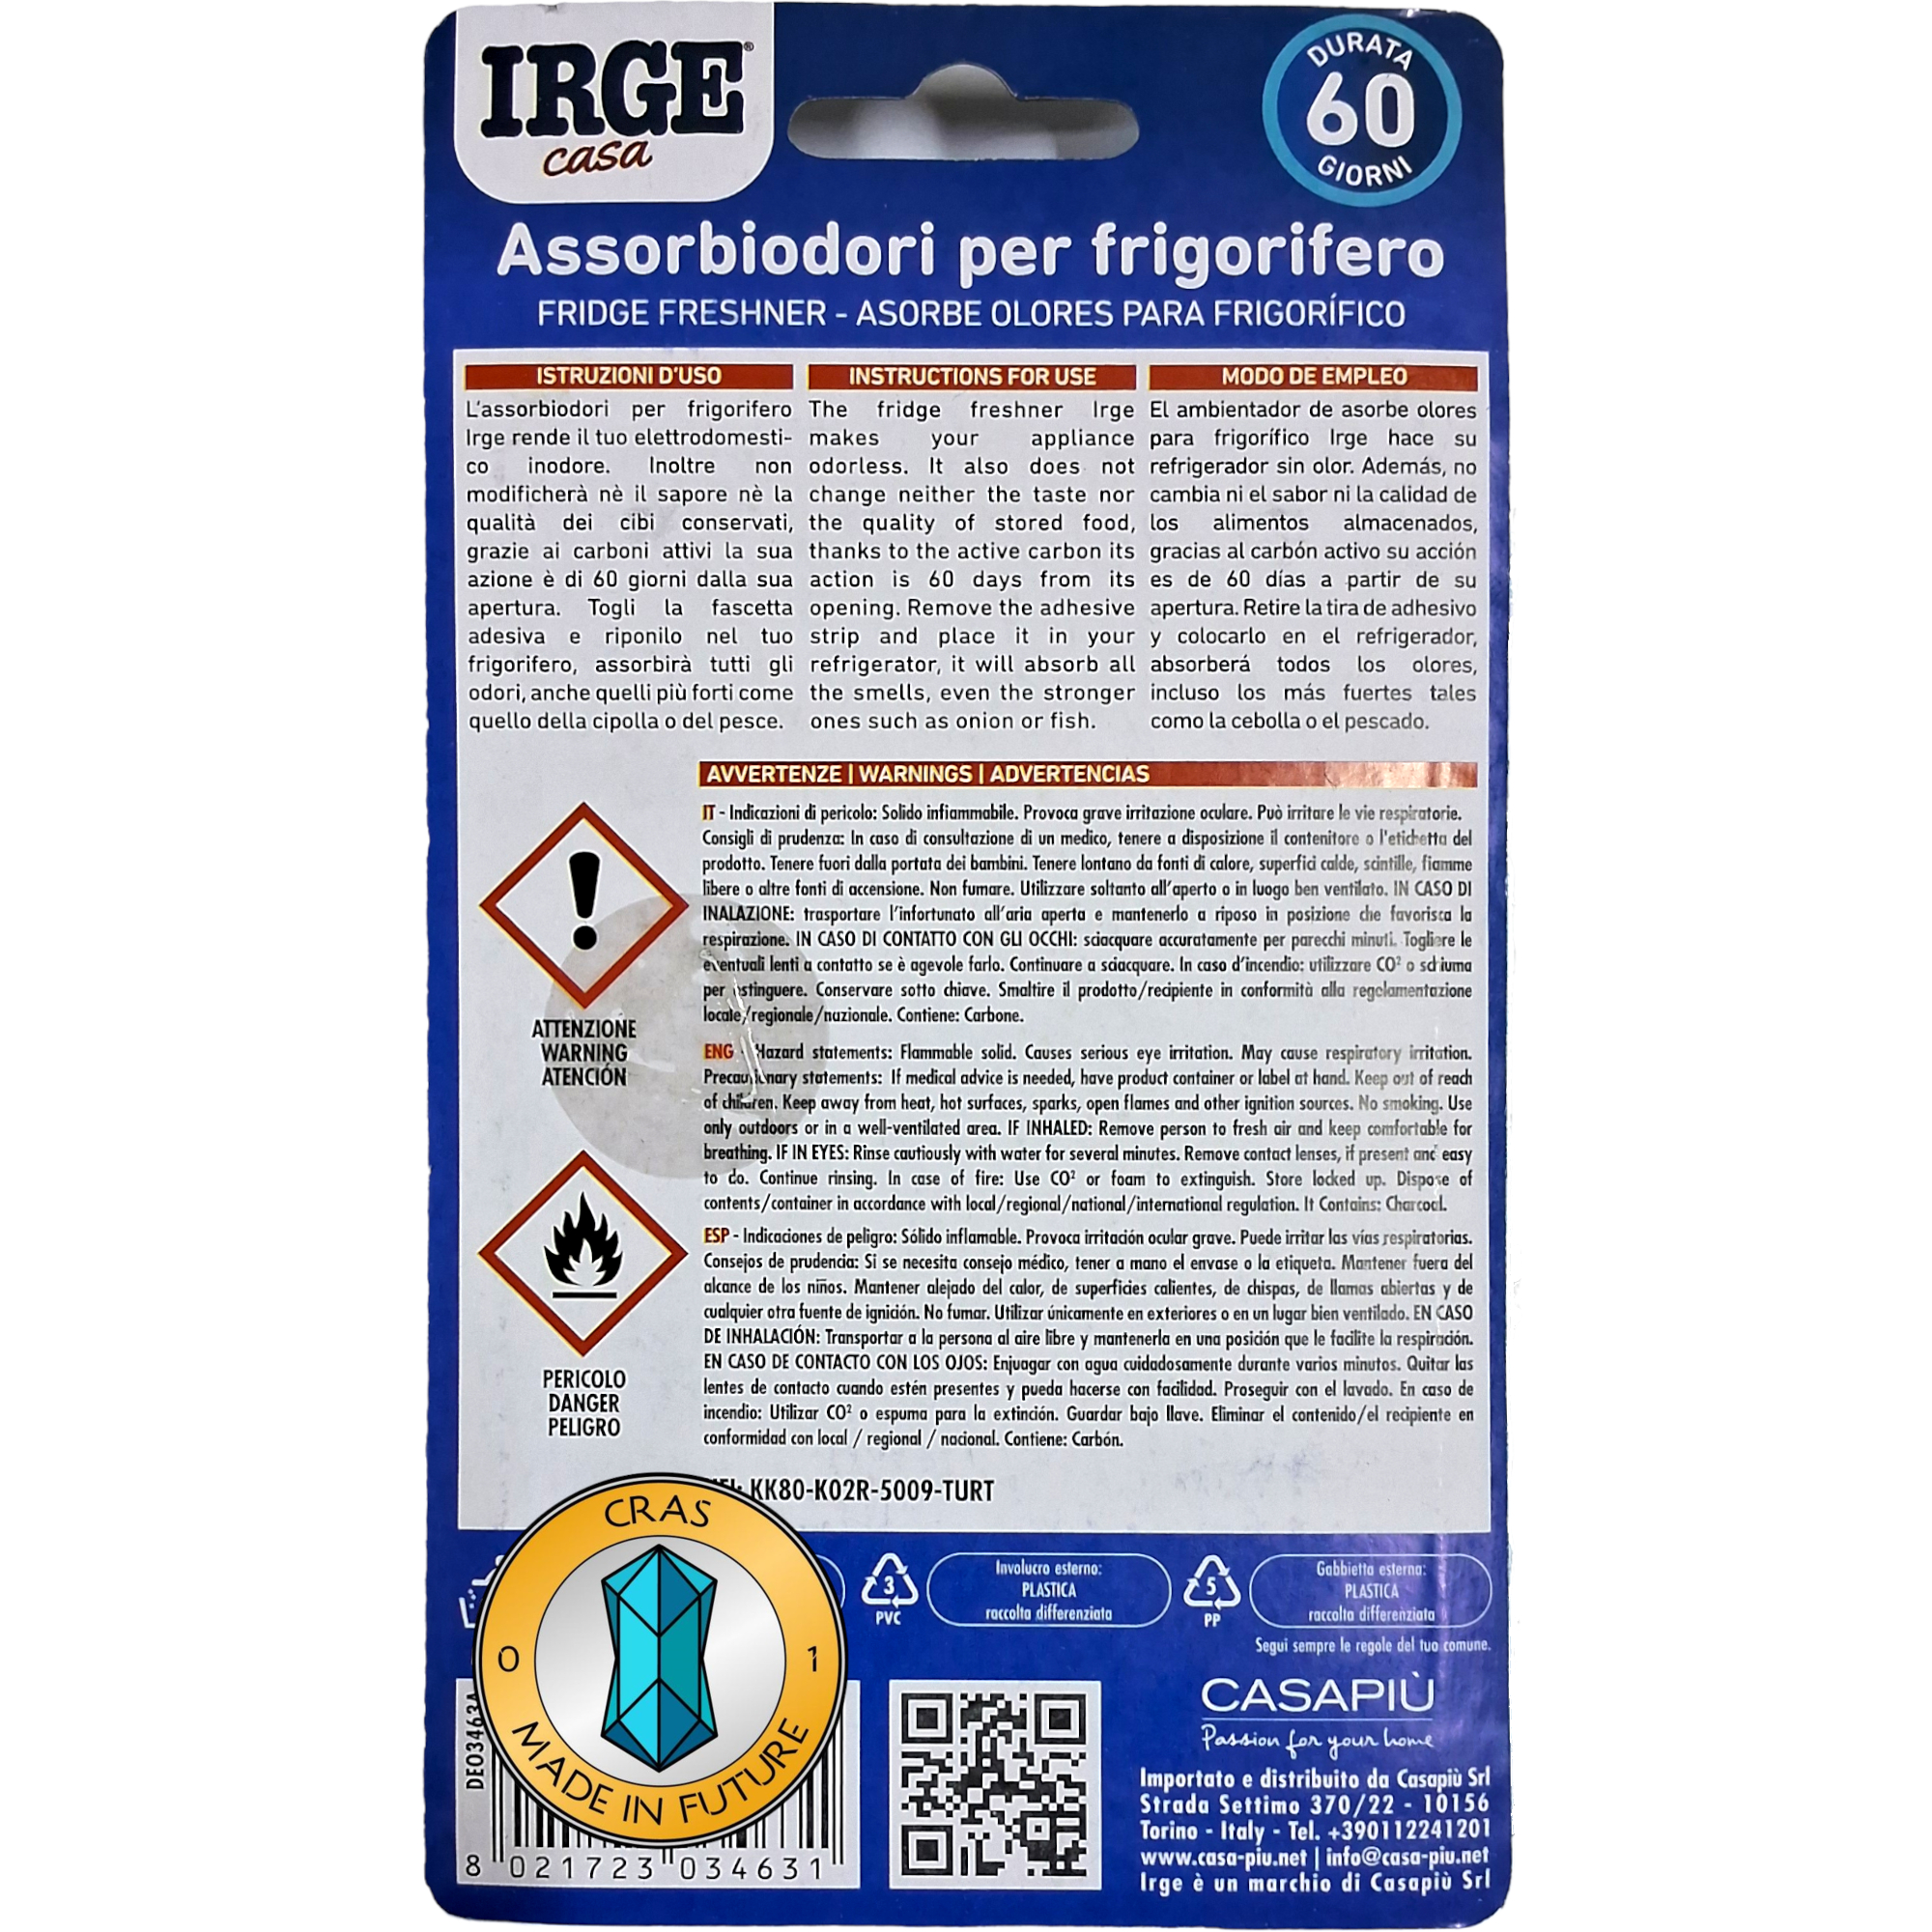 IRGE®
casa
DURATA
60
GIORNI
Assorbiodori per frigorifero
FRIDGE FRESHNER - ASORBE OLORES PARA FRIGORÍFICO
ISTRUZIONI D'USO
L'assorbiodori per frigorifero
Irge rende il tuo elettrodomesti-
co inodore. Inoltre non
modificherà nè il sapore nè la
qualità dei cibi conservati,
grazie ai carboni attivi la sua
azione è di 60 giorni dalla sua
apertura. Togli la fascetta
adesiva e riponilo nel tuo
frigorifero, assorbirà tutti gli
odori, anche quelli più forti come
quello della cipolla o del pesce.
INSTRUCTIONS FOR USE
The fridge freshner Irge
makes your appliance
odorless. It also does not
change neither the taste nor
the quality of stored food,
thanks to the active carbon its
action is 60 days from its
opening. Remove the adhesive
strip and place it in your
refrigerator, it will absorb all
the smells, even the stronger
ones such as onion or fish.
MODO DE EMPLEO
El ambientador de asorbe olores
para frigorífico Irge hace su
refrigerador sin olor. Además, no
cambia ni el sabor ni la calidad de
los alimentos almacenados,
gracias al carbón activo su acción
es de 60 días a partir de su
apertura. Retire la tira de adhesivo
y colocarlo en el refrigerador,
absorberá todos los olores,
incluso los más fuertes tales
como la cebolla o el pescado.
AVVERTENZE | WARNINGS | ADVERTENCIAS
IT - Indicazioni di pericolo: Solido infiammabile. Provoca grave irritazione oculare. Può irritare le vie respiratorie.
Consigli di prudenza: In caso di consultazione di un medico, tenere a disposizione il contenitore o l'etichetta del
prodotto. Tenere fuori dalla portata dei bambini. Tenere lontano da fonti di calore, superfici calde, scintille, fiamme
libere o altre fonti di accensione. Non fumare. Utilizzare soltanto all'aperto o in luogo ben ventilato. IN CASO DI
INALAZIONE: trasportare l'infortunato all'aria aperta e mantenerlo a riposo in posizione che favorisca la
respirazione. IN CASO DI CONTATTO CON GLI OCCHI: sciacquare accuratamente per parecchi minuti. Togliere le
eventuali lenti a contatto se è agevole farlo. Continuare a sciacquare. In caso d'incendio: utilizzare CO² o schiuma
per estinguere. Conservare sotto chiave. Smaltire il prodotto/recipiente in conformità alla regolamentazione
locale/regionale/nazionale. Contiene: Carbone.
ENG - Hazard statements: Flammable solid. Causes serious eye irritation. May cause respiratory irritation.
Precautionary statements: If medical advice is needed, have product container or label at hand. Keep out of reach
of children. Keep away from heat, hot surfaces, sparks, open flames and other ignition sources. No smoking. Use
only outdoors or in a well-ventilated area. IF INHALED: Remove person to fresh air and keep comfortable for
breathing. IF IN EYES: Rinse cautiously with water for several minutes. Remove contact lenses, if present and easy
to do. Continue rinsing. In case of fire: Use CO² or foam to extinguish. Store locked up. Dispose of
contents/container in accordance with local/regional/national/international regulation. It Contains: Charcoal.
ESP - Indicaciones de peligro: Sólido inflamable. Provoca irritación ocular grave. Puede irritar las vías respiratorias.
Consejos de prudencia: Si se necesita consejo médico, tener a mano el envase o la etiqueta. Mantener fuera del
alcance de los niños. Mantener alejado del calor, de superficies calientes, de chispas, de llamas abiertas y de
cualquier otra fuente de ignición. No fumar. Utilizar únicamente en exteriores o en un lugar bien ventilado. EN CASO
DE INHALACIÓN: Transportar a la persona al aire libre y mantenerla en una posición que le facilite la respiración.
EN CASO DE CONTACTO CON LOS OJOS: Enjuagar con agua cuidadosamente durante varios minutos. Quitar las
lentes de contacto cuando estén presentes y pueda hacerse con facilidad. Proseguir con el lavado. En caso de
incendio: Utilizar CO² o espuma para la extinción. Guardar bajo llave. Eliminar el contenido/el recipiente en
conformidad con local / regional / nacional. Contiene: Carbón.
ATTENZIONE
WARNING
ATENCIÓN
PERICOLO
DANGER
PELIGRO
KK80-K02R-5009-TURT
CRAS
0 1
MADE IN FUTURE
3
PVC
Involucro esterno:
PLASTICA
raccolta differenziata
5
PP
Gabbietta esterna:
PLASTICA
raccolta differenziata
Segui sempre le regole del tuo comune.
DEO3463A
8 021723 034631
CASAPIÙ
Passion for your home
Importato e distribuito da Casapiù Srl
Strada Settimo 370/22 - 10156
Torino - Italy - Tel. +390112241201
www.casa-piu.net | info@casa-piu.net
Irge è un marchio di Casapiù Srl